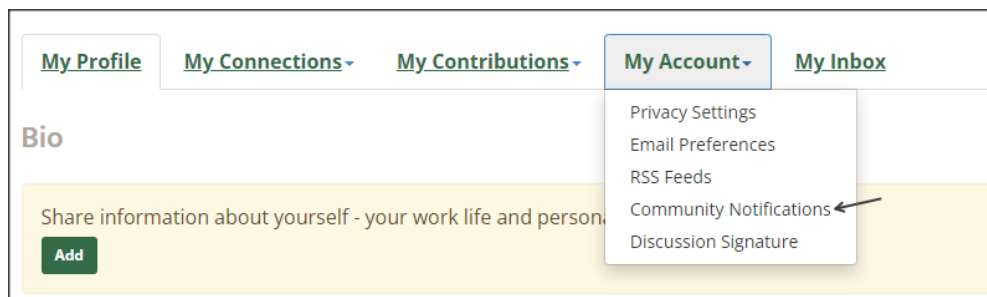 My Profile My Connections My Contributions My Account My Inbox
Privacy Settings
Bio
Email Preferences
RSS Feeds
Share information about yourself - your work life and
Community Notifications
Add
Discussion Signature